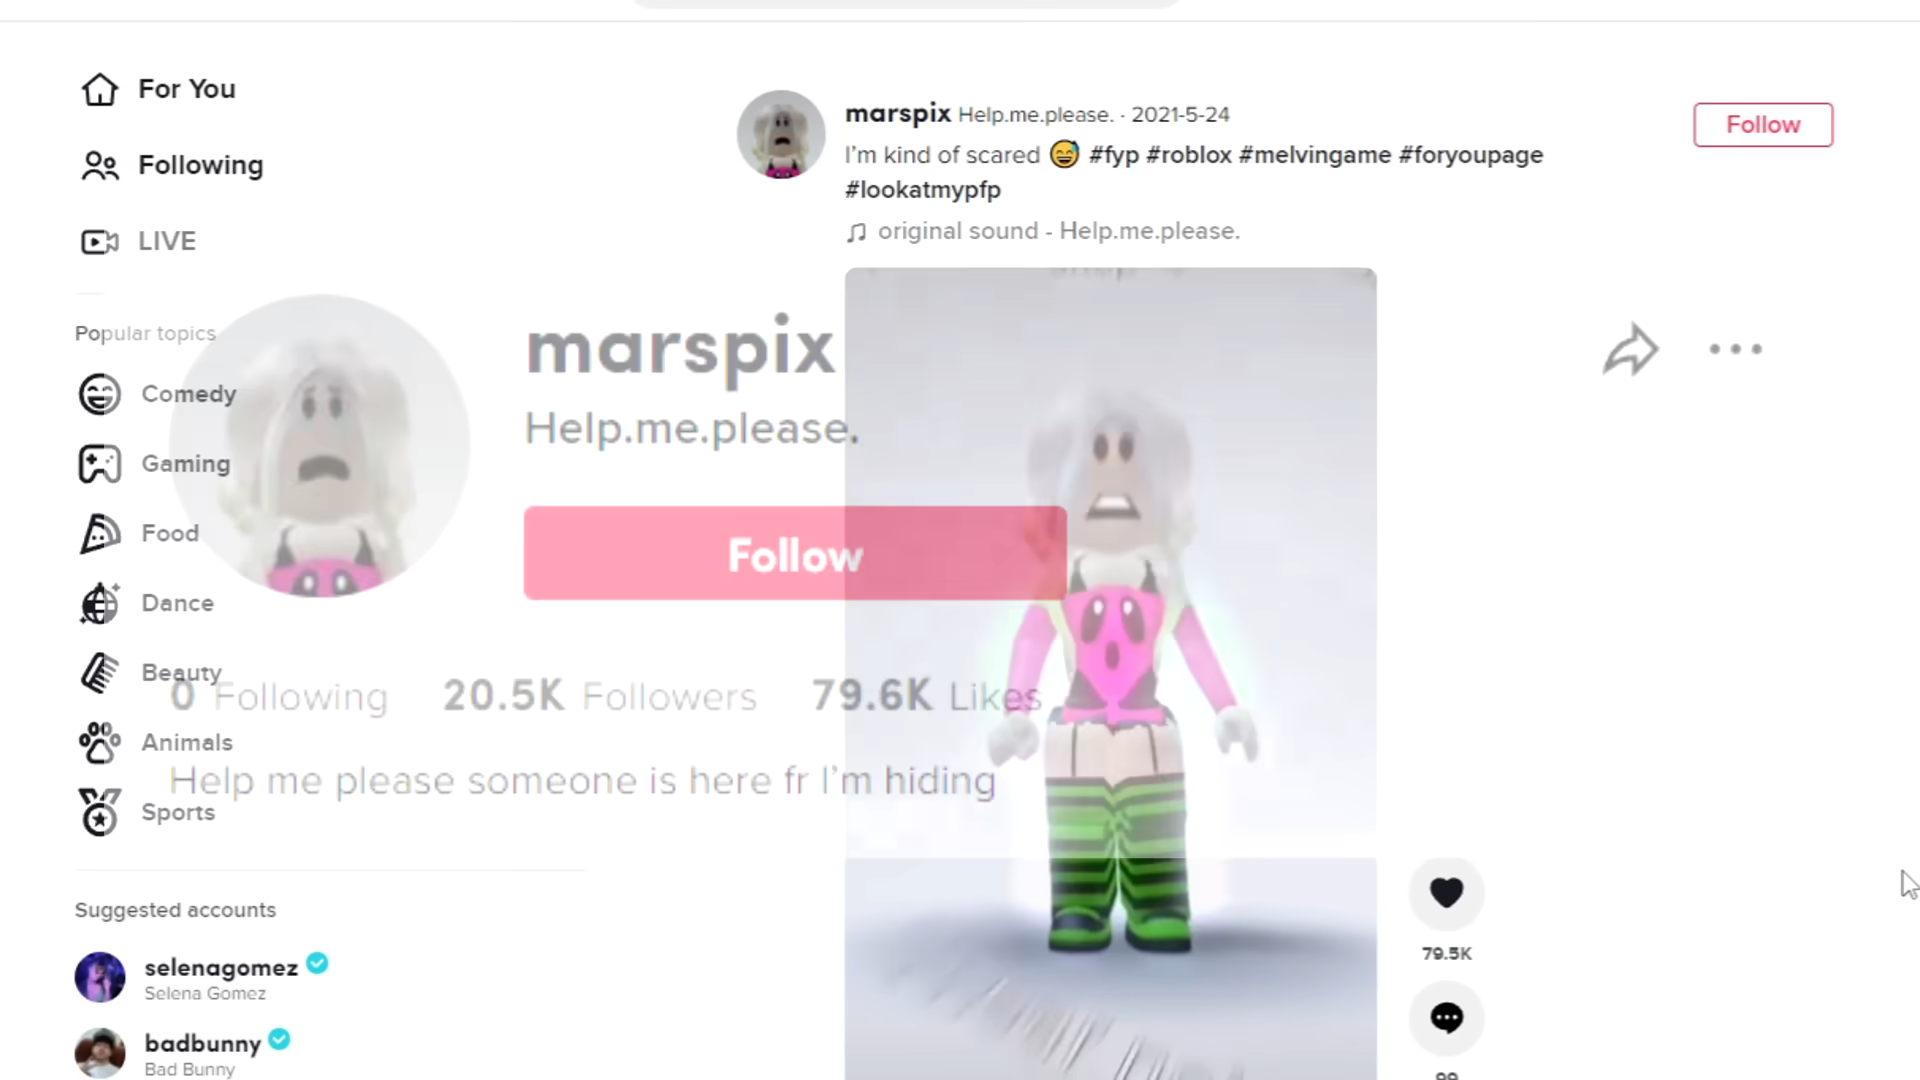 For You
Following
LIVE
Popular topics
Comedy
Gaming
Food
Dance
Beauty
Animals
Sports
Suggested accounts
selenagomez
Selena Gomez
badbunny
Bad Bunny
marspix Help.me.please. · 2021-5-24
I'm kind of scared 😅 #fyp #roblox #melvingame #foryoupage
#lookatmypfp
original sound - Help.me.please.
Follow
marspix
Help.me.please.
Follow
0 Following 20.5K Followers 79.6K Likes
Help me please someone is here fr I'm hiding
79.5K
99